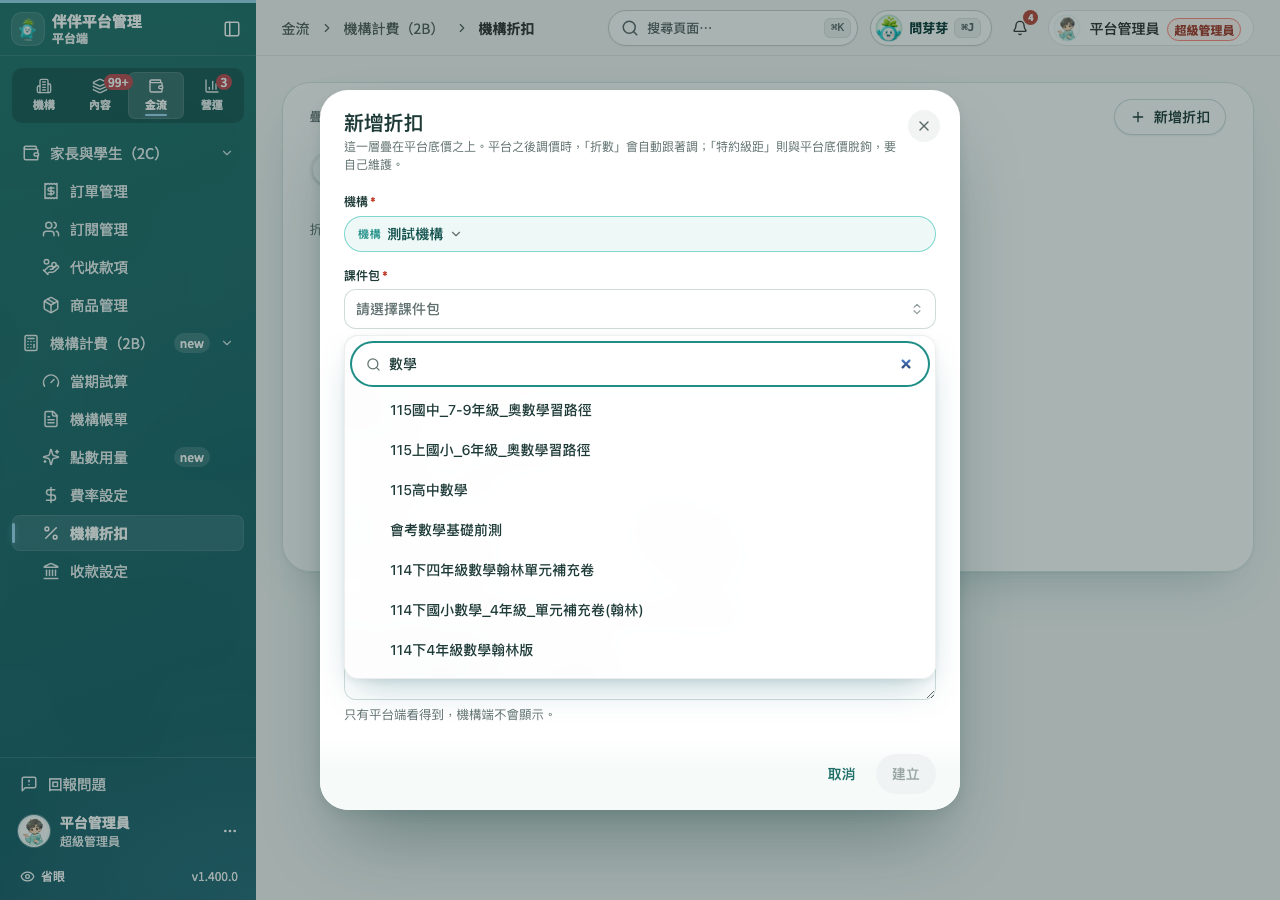 伴伴平台管理
平台端
機構
內容
99+
金流
營運
3
家長與學生（2C）
訂單管理
訂閱管理
代收款項
商品管理
機構計費（2B）
new
當期試算
機構帳單
點數用量
new
費率設定
機構折扣
收款設定
回報問題
平台管理員
超級管理員
省眼
v1.400.0
金流
機構計費（2B）
機構折扣
搜尋頁面…
⌘K
問芽芽
⌘J
4
平台管理員
超級管理員
新增折扣
折
新增折扣
這一層疊在平台底價之上。平台之後調價時，「折數」會自動跟著調；「特約級距」則與平台底價脫鉤，要
自己維護。
機構*
機構 測試機構
課件包*
請選擇課件包
數學
115國中_7-9年級_奧數學習路徑
115上國小_6年級_奧數學習路徑
115高中數學
會考數學基礎前測
114下四年級數學翰林單元補充卷
114下國小數學_4年級_單元補充卷(翰林)
114下4年級數學翰林版
只有平台端看得到，機構端不會顯示。
取消
建立